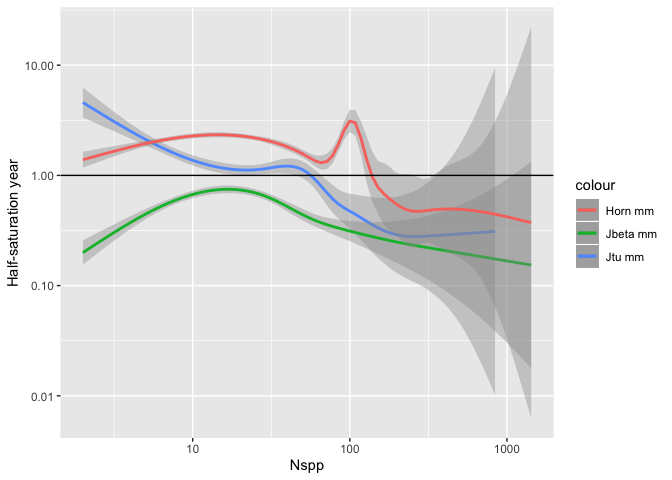 10.00
1.00
0.10
0.01
Half-saturation year
10
100
1000
Nspp
colour
Horn mm
Jbeta mm
Jtu mm